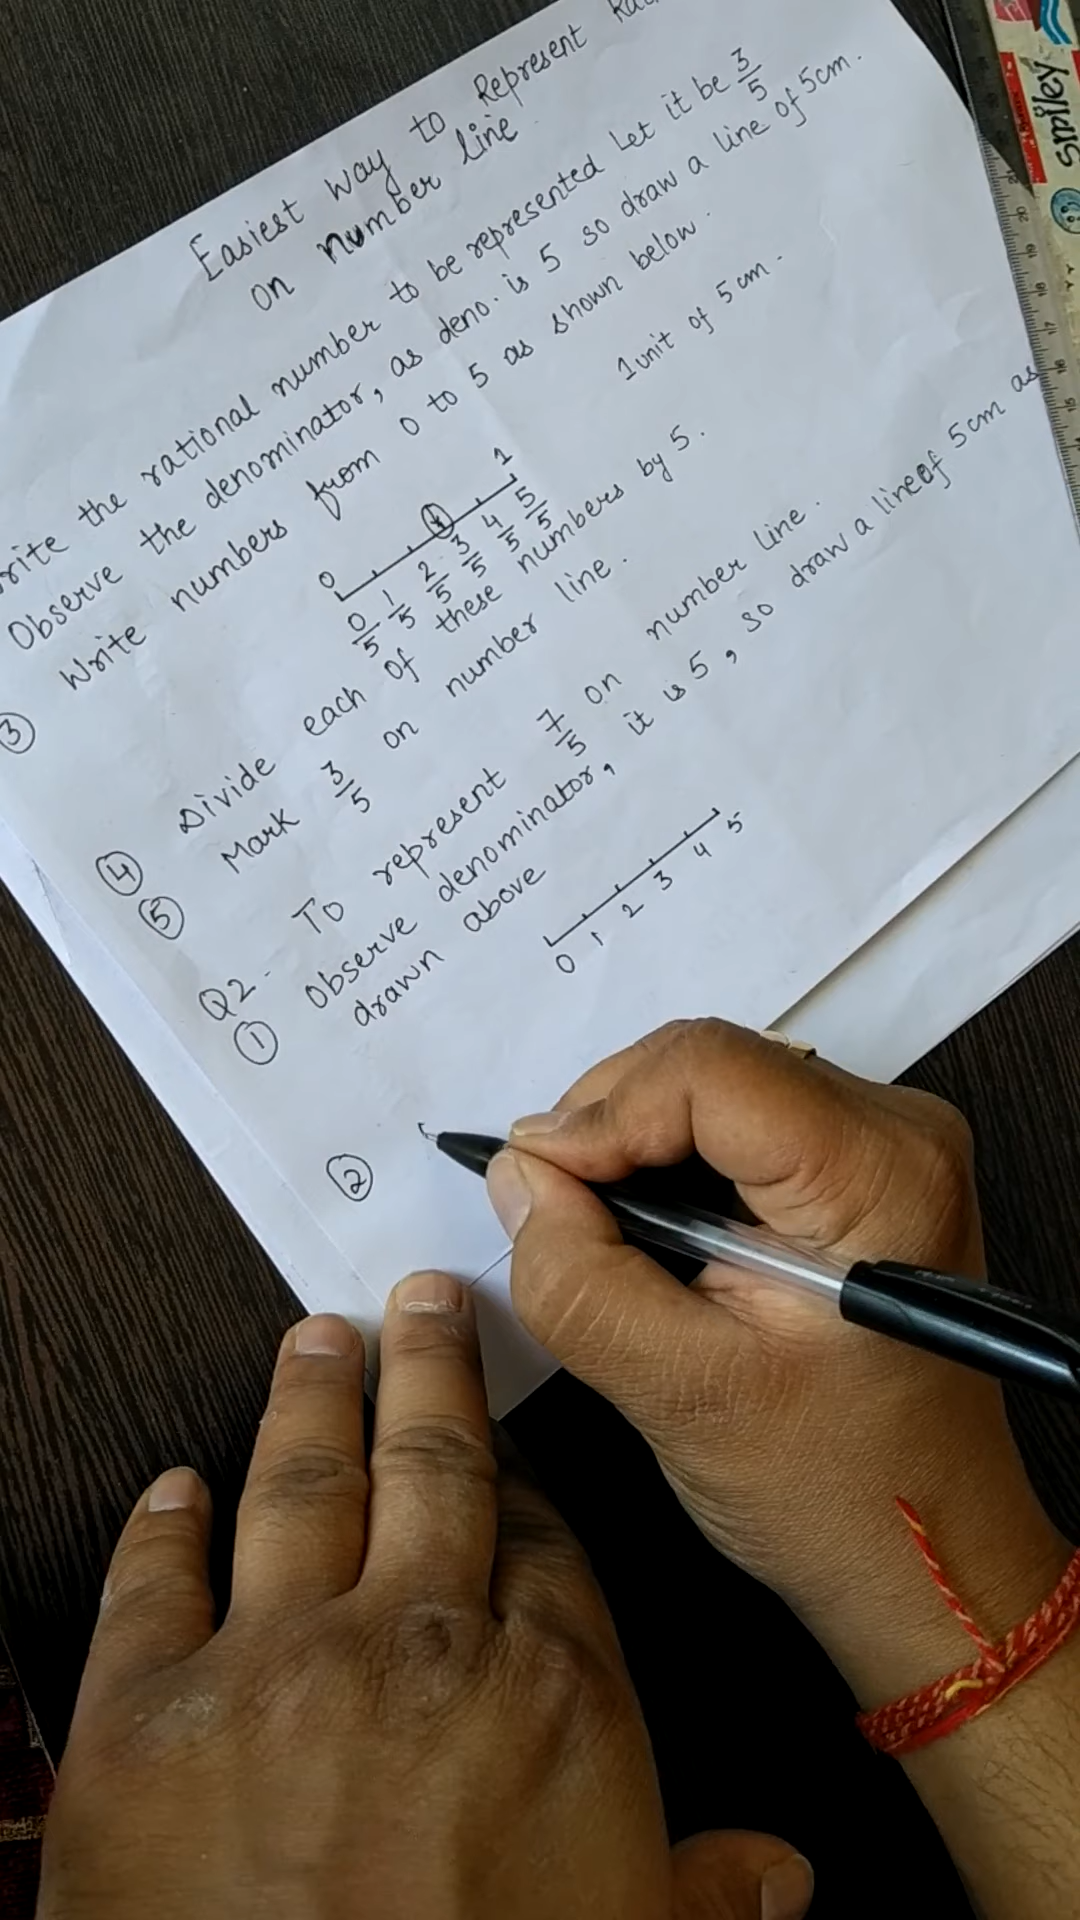 Easiest way to Represent
on number line
rite the rational number to be represented Let it be 3/5
Observe the denominator, as deno. is 5 so draw a line of 5cm.
③ Write numbers from 0 to 5 as shown below.
1 unit of 5 cm.
0 1
0/5 1/5 2/5 3/5 4/5 5/5
④ Divide each of these numbers by 5.
⑤ Mark 3/5 on number line.
Q2- To represent 7/5 on number line.
① Observe denominator, it is 5, so draw a line of 5 cm as
drawn above
0 1 2 3 4 5
②
smiley